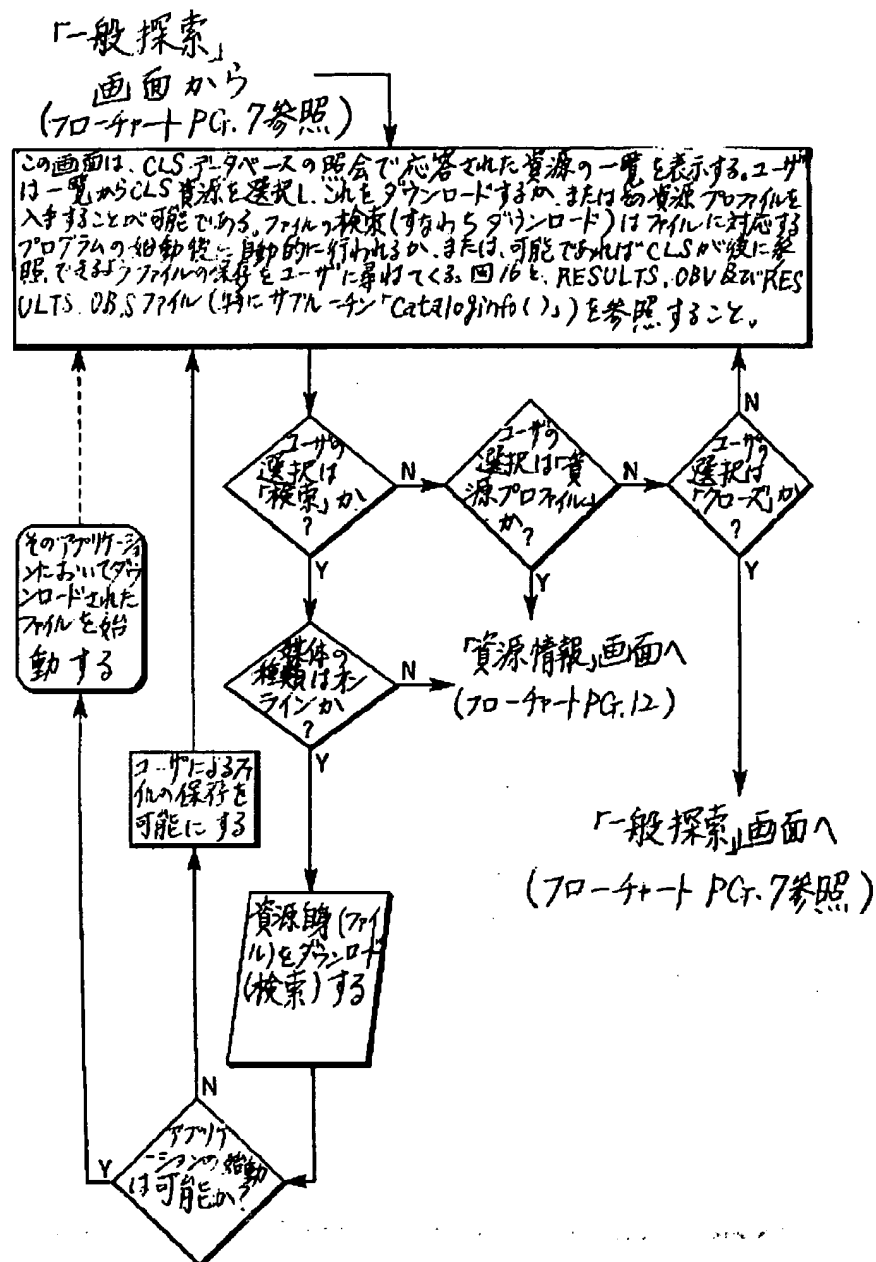 「一般探索」
画面から
(フローチャート PG.7参照)
この画面は、CLSデータベースの照会で応答された資源の一覧を表示する。ユーザ
は一覧からCLS資源を選択し、これをダウンロードするか、またはその資源プロファイルを
入手することが可能である。ファイルの検索(すなわちダウンロード)はファイルに対応する
プログラムの始動後に自動的に行われるか、または、可能であればCLSが後に参
照できるようファイルの保存をユーザに尋ねてくる。図16と、RESULTS.OBV及びRES
ULTS.OBSファイル(特にサブルーチン「Cataloginfo()」)を参照すること。
ユーザの
選択は
「検索」か
?
N
Y
ユーザの
選択は「資
源プロファイル」
か
?
N
Y
ユーザの
選択は
「クローズ」か
?
N
Y
そのアプリケーショ
ンにおいてダウ
ンロードされた
ファイルを始
動する
媒体の
種類はオン
ラインか
?
N
Y
「資源情報」画面へ
(フローチャートPG.12)
ユーザによるファ
イルの保存を
可能にする
「一般探索」画面へ
(フローチャート PG.7参照)
資源自身(ファイ
ル)をダウンロード
(検索)する
N
Y
アプリケ
ーションの始動
は可能か?